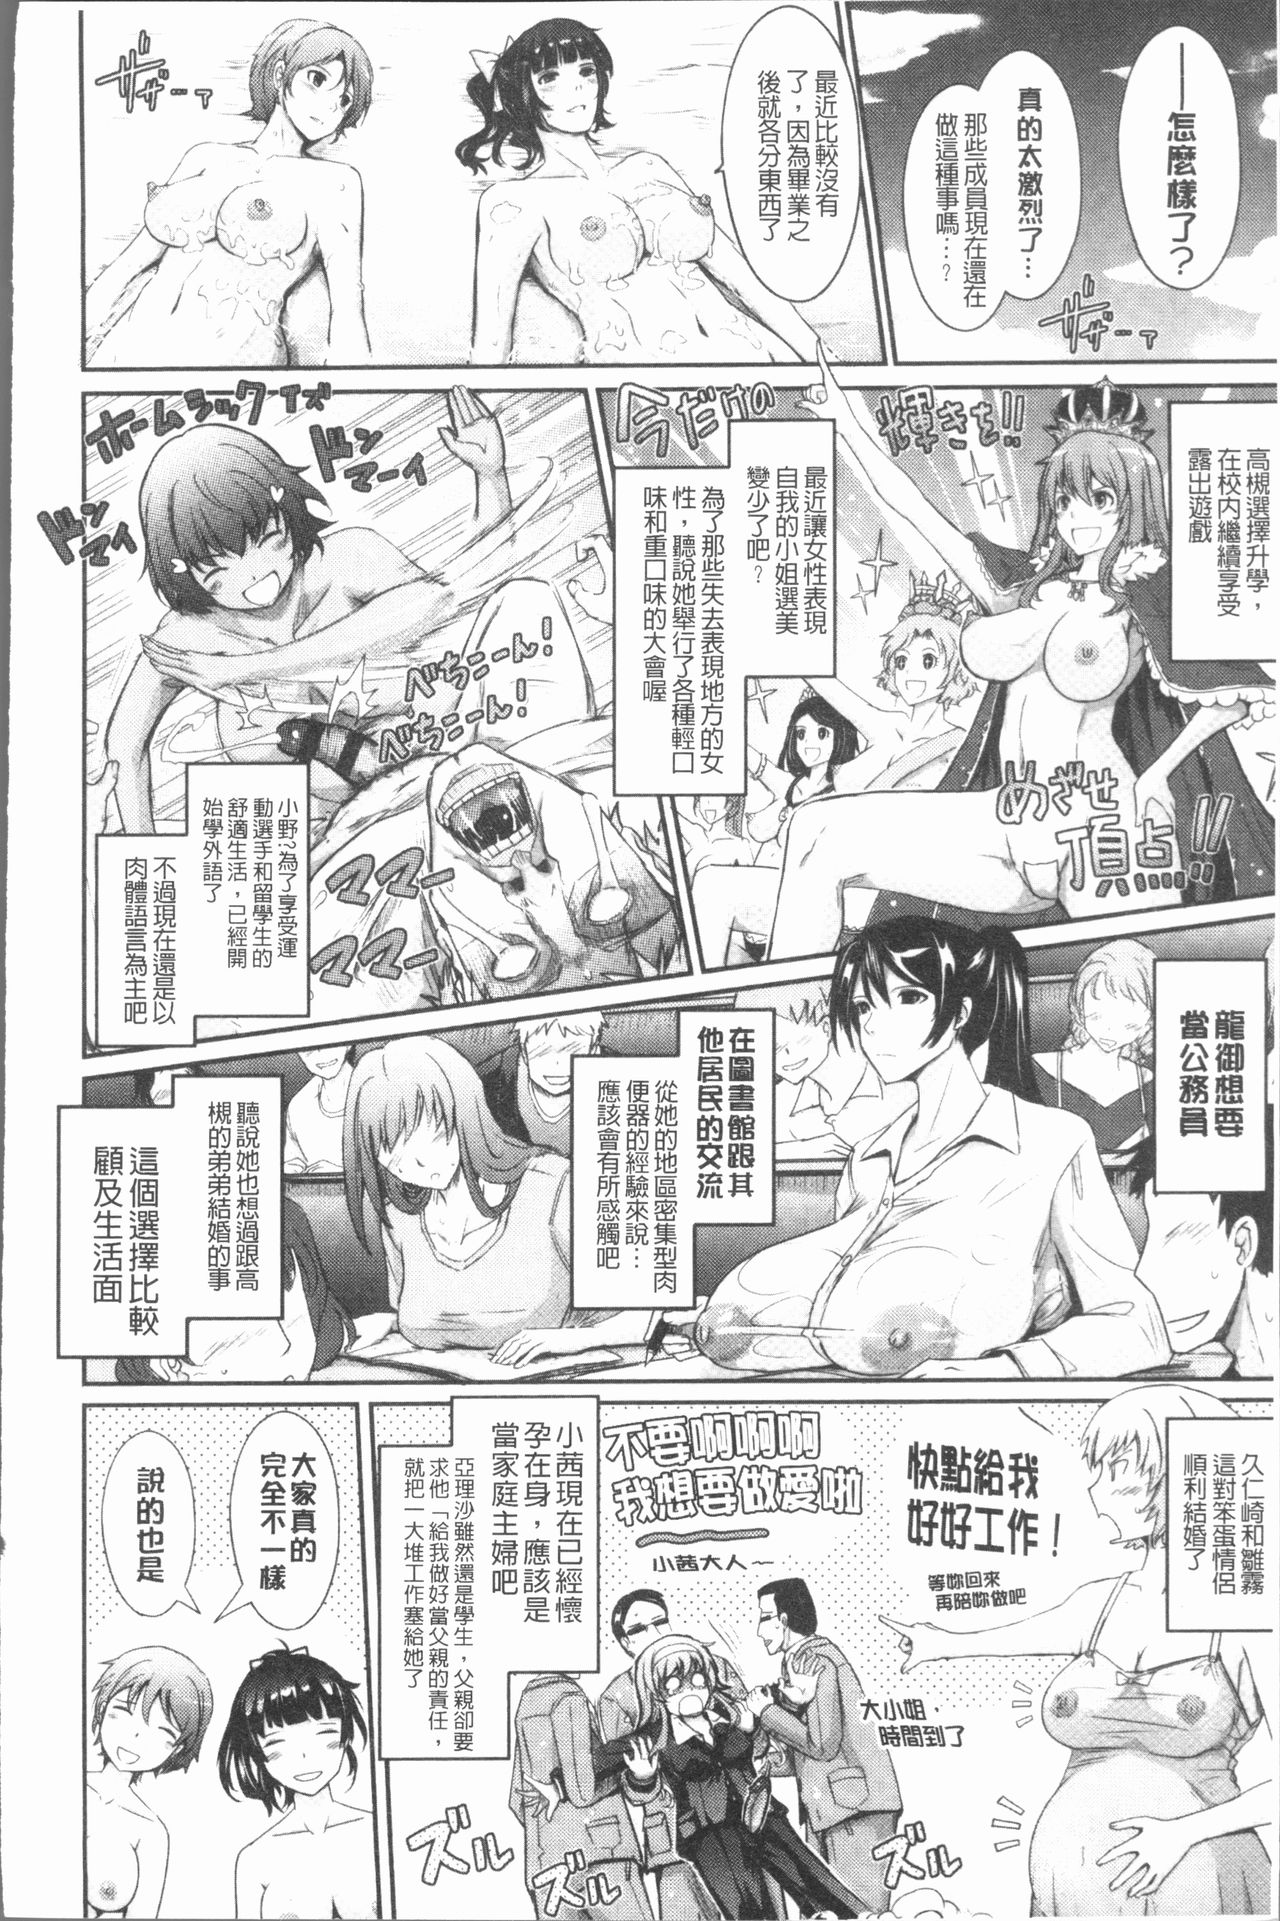 ——怎麼樣了？
真的太激烈了…
那些成員現在還在
做這種事嗎…？
ザザ…ァ
最近比較沒有
了，因為畢業之
後就各分東西了
ザザ…ァ
高槻選擇升學，
在校內繼續享受
露出遊戲
今だけの
輝きを!!
めざせ
頂点!!
最近讓女性表現
自我的小姐選美
變少了吧？
為了那些失去表現地方的女
性，聽說她舉行了各種輕口
味和重口味的大會喔
ホームシックイズ
ドンマーイ
ドンマイ
べちこーん！
べちこーん！
ママー
ママー
小野？為了享受運
動選手和留學生的
舒適生活，已經開
始學外語了
不過現在還是以
肉體語言為主吧
龍御想要
當公務員
在圖書館跟其
他居民的交流
從她的地區密集型肉
便器的經驗來說…
應該會有所感觸吧
聽說她也想過跟高
槻的弟弟結婚的事
這個選擇比較
顧及生活面
久仁崎和雛霧
這對笨蛋情侶
順利結婚了
快點給我
好好工作！
等妳回來
再陪妳做吧
不要啊啊啊
我想要做愛啦
小茜大人～
大小姐，
時間到了
ズル
ズル
ズル
小茜現在已經懷
孕在身，應該是
當家庭主婦吧
亞理沙雖然還是學生，父親卻要
求他「給我做好當父親的責任，
就把一大堆工作塞給她了
大家真的
完全不一樣
說的也是